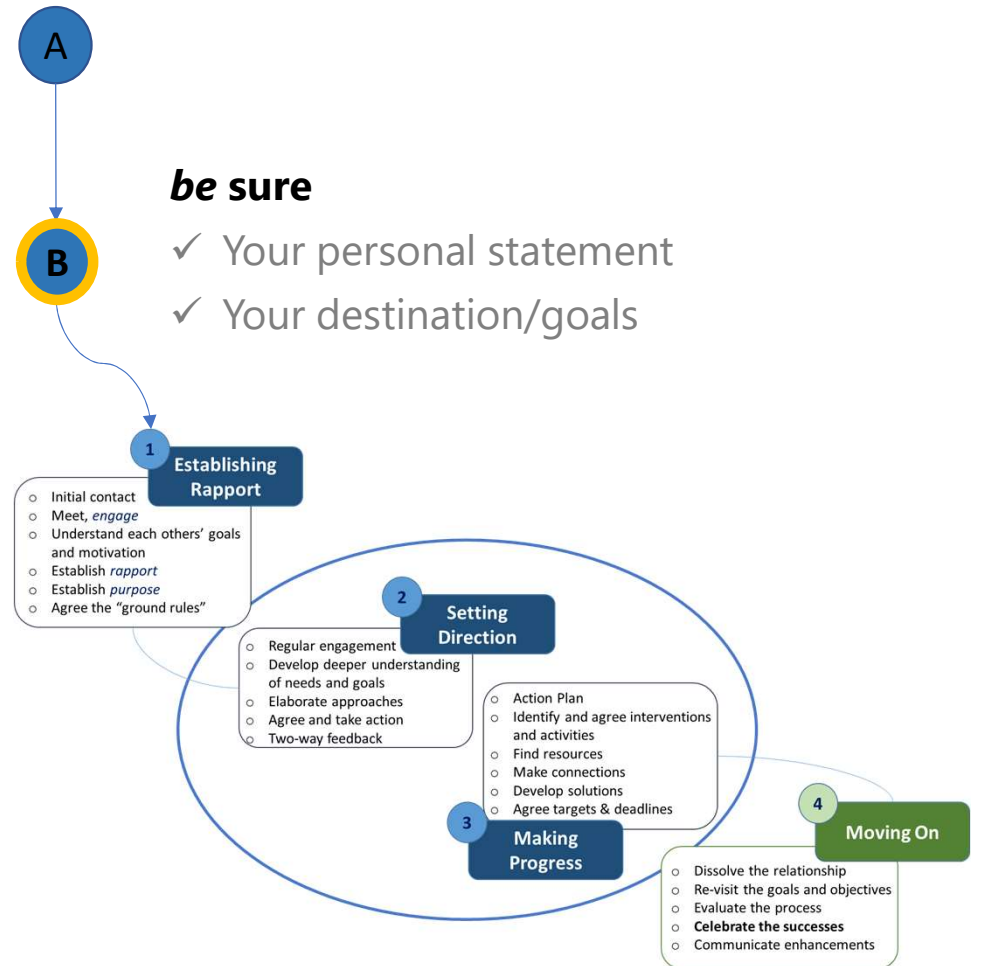 A
be sure
B
✓ Your personal statement
✓ Your destination/goals
1
Establishing
Rapport
o Initial contact
o Meet, engage
o Understand each others’ goals
and motivation
o Establish rapport
o Establish purpose
o Agree the “ground rules”
2
Setting
Direction
o Regular engagement
o Develop deeper understanding
of needs and goals
o Elaborate approaches
o Agree and take action
o Two-way feedback
o Action Plan
o Identify and agree interventions
and activities
o Find resources
o Make connections
o Develop solutions
o Agree targets & deadlines
3
Making
Progress
4
Moving On
o Dissolve the relationship
o Re-visit the goals and objectives
o Evaluate the process
o Celebrate the successes
o Communicate enhancements